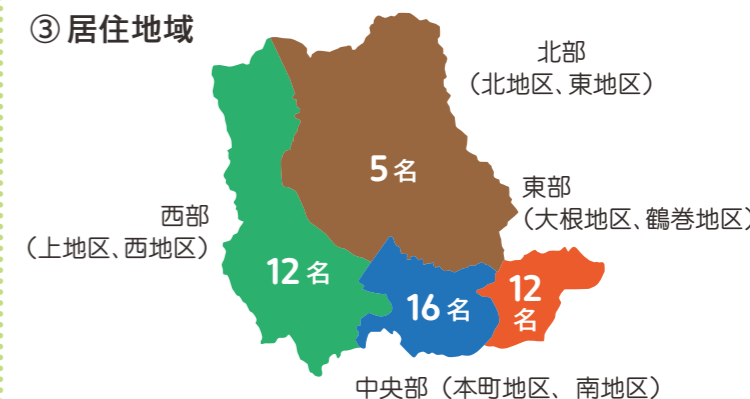 ③ 居住地域
北部
(北地区、東地区)
5名
東部
(大根地区、鶴巻地区)
西部
(上地区、西地区)
12名
16名
12
名
中央部(本町地区、南地区)